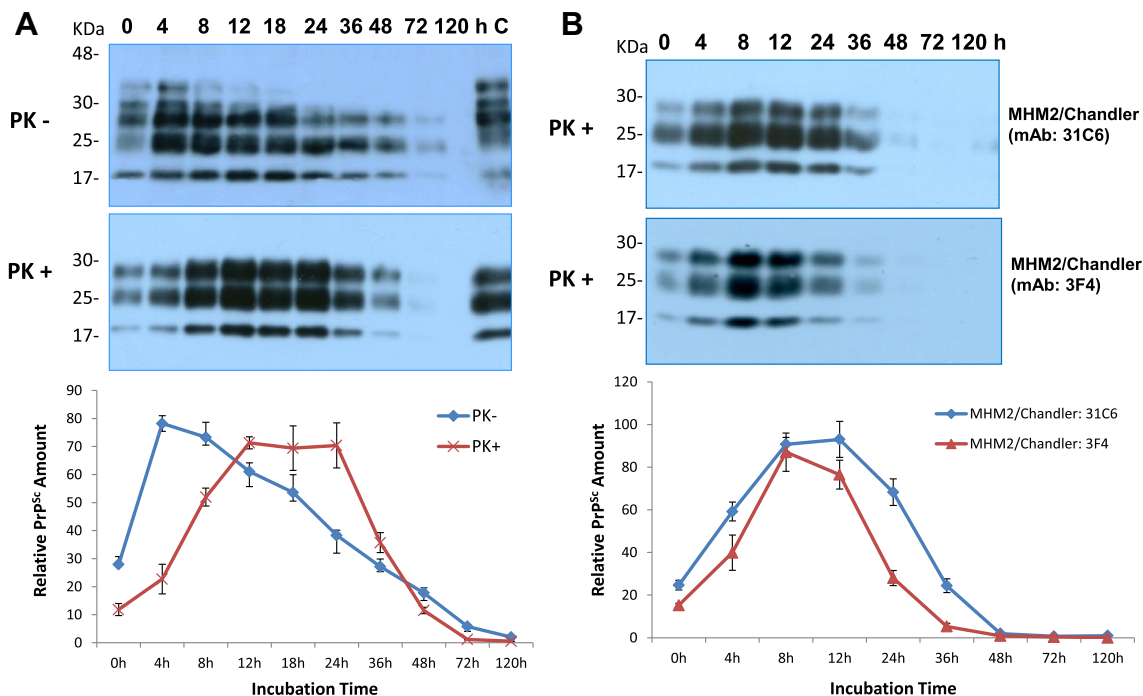 A
KDa 0 4 8 12 18 24 36 48 72 120 h C
48-
30-
PK -
25-
17-
30-
PK +
25-
17-
90
80
70
60
50
40
30
20
10
0
Relative PrPSc Amount
PK-
PK+
0h 4h 8h 12h 18h 24h 36h 48h 72h 120h
Incubation Time
B
KDa 0 4 8 12 24 36 48 72 120 h
30-
PK +
25-
17-
MHM2/Chandler
(mAb: 31C6)
30-
PK +
25-
17-
MHM2/Chandler
(mAb: 3F4)
120
100
80
60
40
20
0
Relative PrPSc Amount
MHM2/Chandler: 31C6
MHM2/Chandler: 3F4
0h 4h 8h 12h 24h 36h 48h 72h 120h
Incubation Time